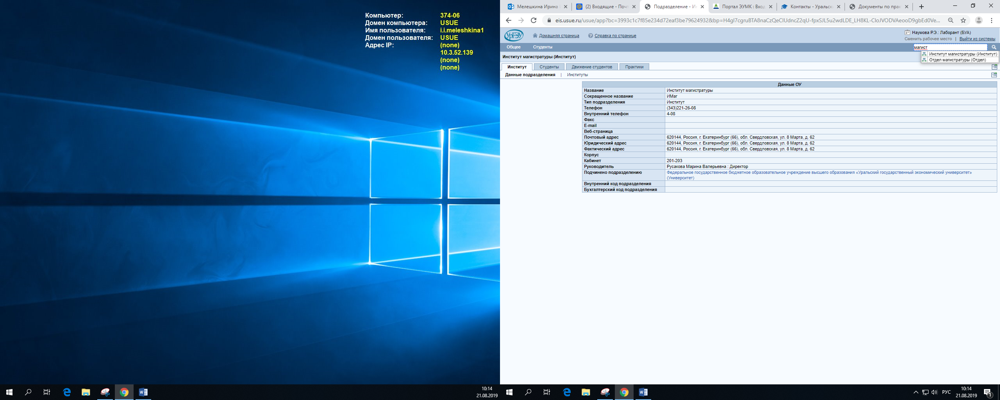 Компьютер: 374-06
Домен компьютера: USUE
Имя пользователя: i.i.meleshkina1
Домен пользователя: USUE
Адрес IP: (none)
10.3.52.139
(none)
(none)
10:14
21.08.2019
Мелешкина Ирина
(2) Входящие - Почт
Подразделение - Ин
Портал ЭУМК : Вход
Контакты - Уральск
Документы по прак
eis.usue.ru/usue/app?bc=3993c1c7f85e234d72eaf3be79624932&bp=H4gI7cgruBTA8naCzQeCIUdncZ2qU-fpxSJL5u2wdLDE_LH8KL-CIoJVODVAeooD9gbEd0Ve...
УрГЭУ
Домашняя страница
Справка по странице
Наумова Р.Э.: Лаборант (БУА)
Сменить рабочее место | Выйти из системы
Общее Студенты
магист
Институт магистратуры (Институт)
Отдел магистратуры (Отдел)
Институт магистратуры (Институт)
Институт Студенты Движение студентов Практики
Данные подразделения | Институты
Данные ОУ
Название Институт магистратуры
Сокращенное название ИМаг
Тип подразделения Институт
Телефон (343)221-26-08
Внутренний телефон 4-08
Факс
E-mail
Веб-страница
Почтовый адрес 620144, Россия, г. Екатеринбург (66), обл. Свердловская, ул. 8 Марта, д. 62
Юридический адрес 620144, Россия, г. Екатеринбург (66), обл. Свердловская, ул. 8 Марта, д. 62
Фактический адрес 620144, Россия, г. Екатеринбург (66), обл. Свердловская, ул. 8 Марта, д. 62
Корпус
Кабинет 201-203
Руководитель Русакова Марина Валерьевна : Директор
Подчинено подразделению Федеральное государственное бюджетное образовательное учреждение высшего образования «Уральский государственный экономический университет»
(Университет)
Внутренний код подразделения
Бухгалтерский код подразделения
РУС
10:14
21.08.2019
1